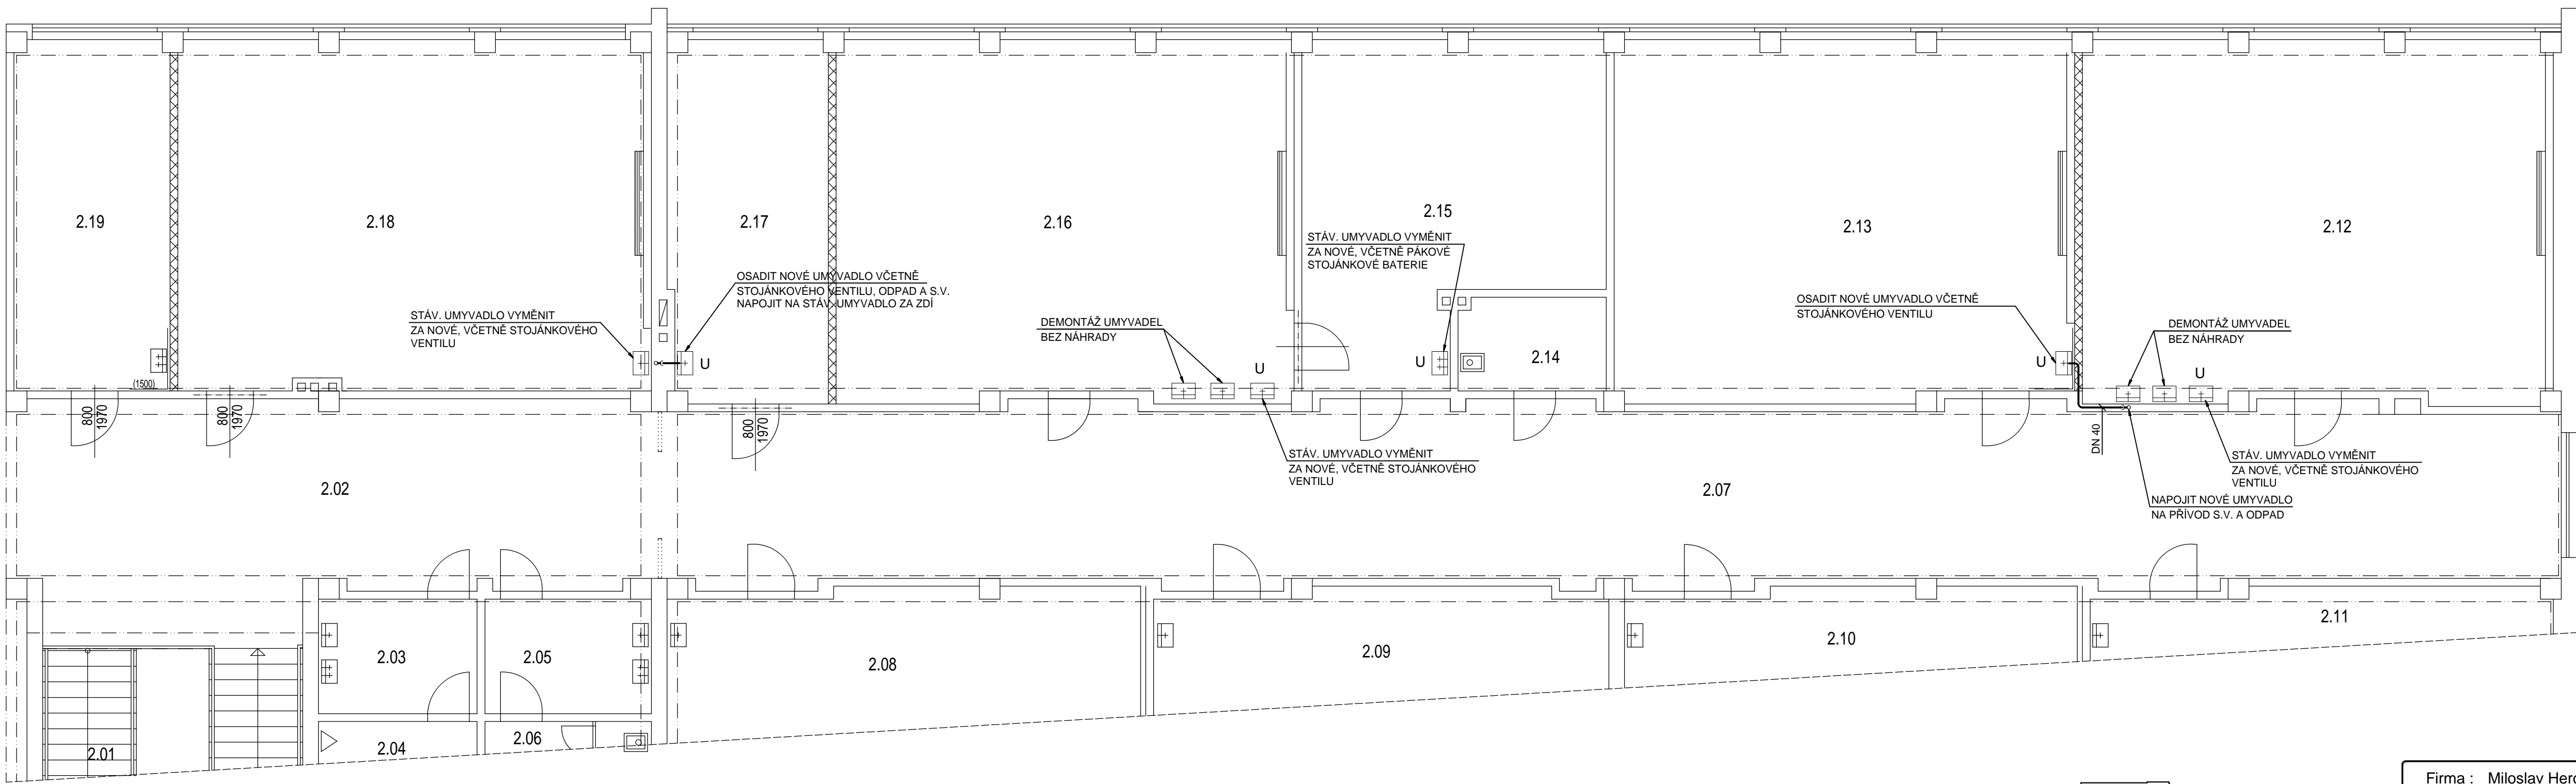 2.19
2.18
2.17
2.16
2.15
2.13
2.12
STÁV. UMYVADLO VYMĚNIT
ZA NOVÉ, VČETNĚ PÁKOVÉ
STOJÁNKOVÉ BATERIE
OSADIT NOVÉ UMYVADLO VČETNĚ
STOJÁNKOVÉHO VENTILU, ODPAD A S.V.
NAPOJIT NA STÁV. UMYVADLO ZA ZDÍ
STÁV. UMYVADLO VYMĚNIT
ZA NOVÉ, VČETNĚ STOJÁNKOVÉHO
VENTILU
DEMONTÁŽ UMYVADEL
BEZ NÁHRADY
OSADIT NOVÉ UMYVADLO VČETNĚ
STOJÁNKOVÉHO VENTILU
DEMONTÁŽ UMYVADEL
BEZ NÁHRADY
U
U
U
2.14
U
U
(1500)
800
1970
800
1970
800
1970
DN 40
STÁV. UMYVADLO VYMĚNIT
ZA NOVÉ, VČETNĚ STOJÁNKOVÉHO
VENTILU
STÁV. UMYVADLO VYMĚNIT
ZA NOVÉ, VČETNĚ STOJÁNKOVÉHO
VENTILU
NAPOJIT NOVÉ UMYVADLO
NA PŘÍVOD S.V. A ODPAD
2.02
2.07
2.03
2.05
2.08
2.09
2.10
2.11
2.01
2.04
2.06
Firma : Miloslav